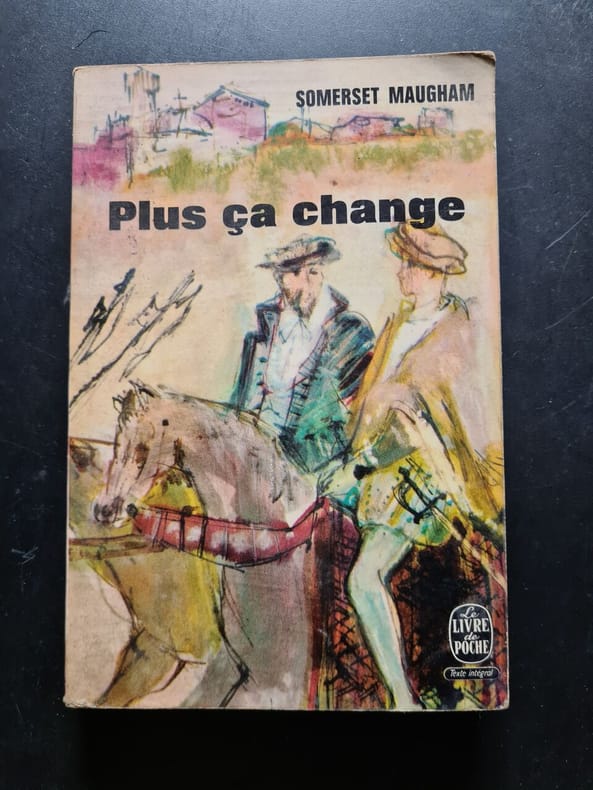 SOMERSET MAUGHAM
Plus ça change
Le
LIVRE
de
POCHE
Texte intégral